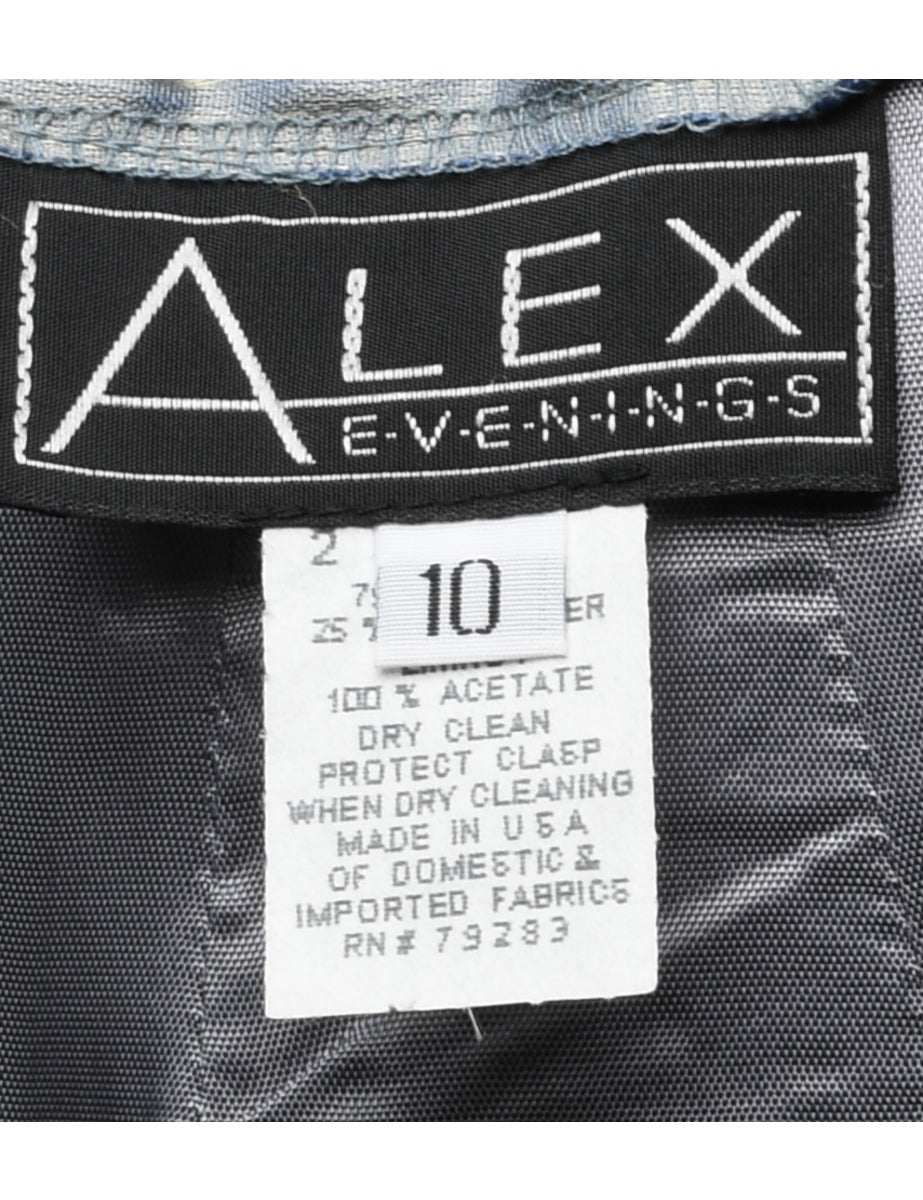 ALEX
E-V-E-N-I-N-G-S
10
2
25 %
100 % ACETATE
DRY CLEAN
PROTECT CLASP
WHEN DRY CLEANING
MADE IN USA
OF DOMESTIC &
IMPORTED FABRICS
RN# 79283